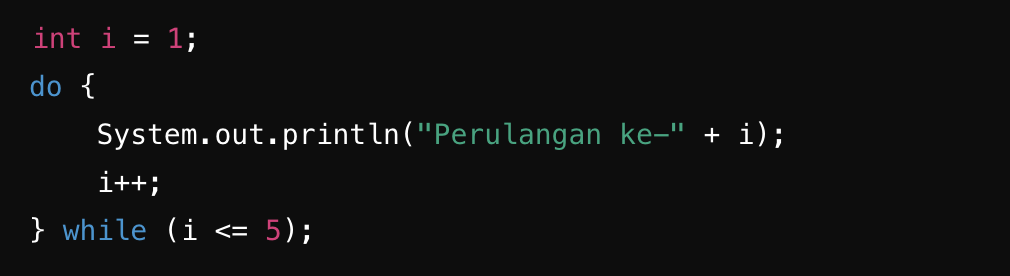 int i = 1;
do {
    System.out.println("Perulangan ke-" + i);
    i++;
} while (i <= 5);